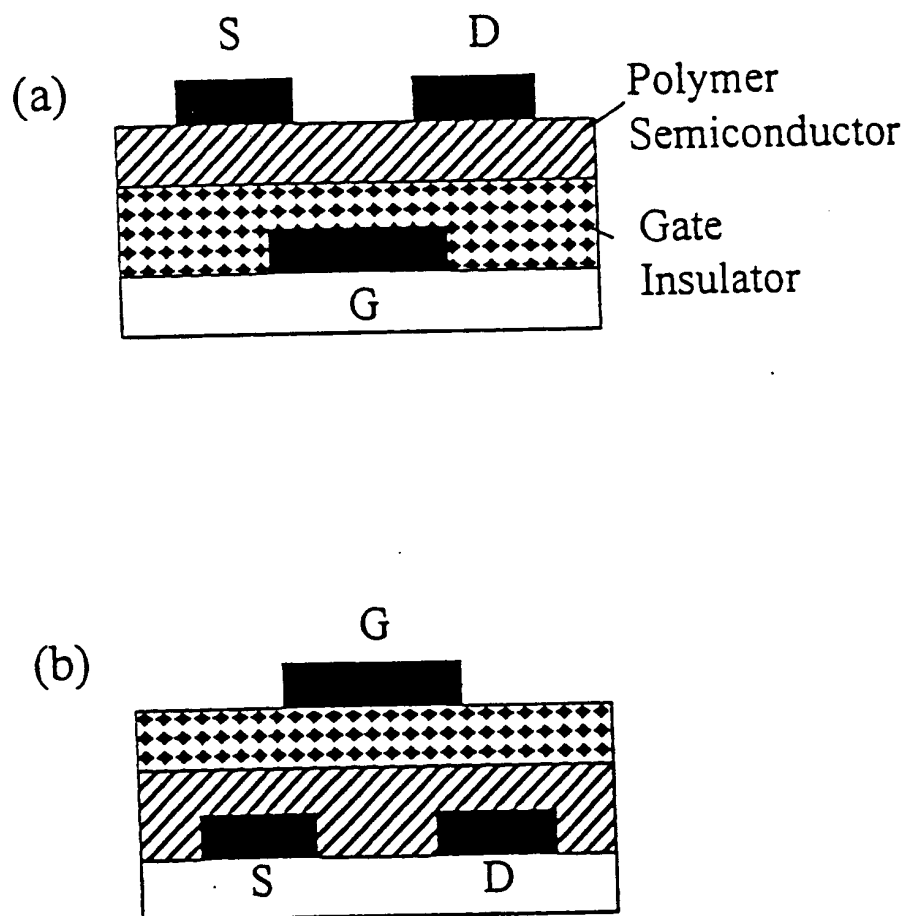 S D
(a)
Polymer
Semiconductor
Gate
Insulator
G
G
(b)
S D